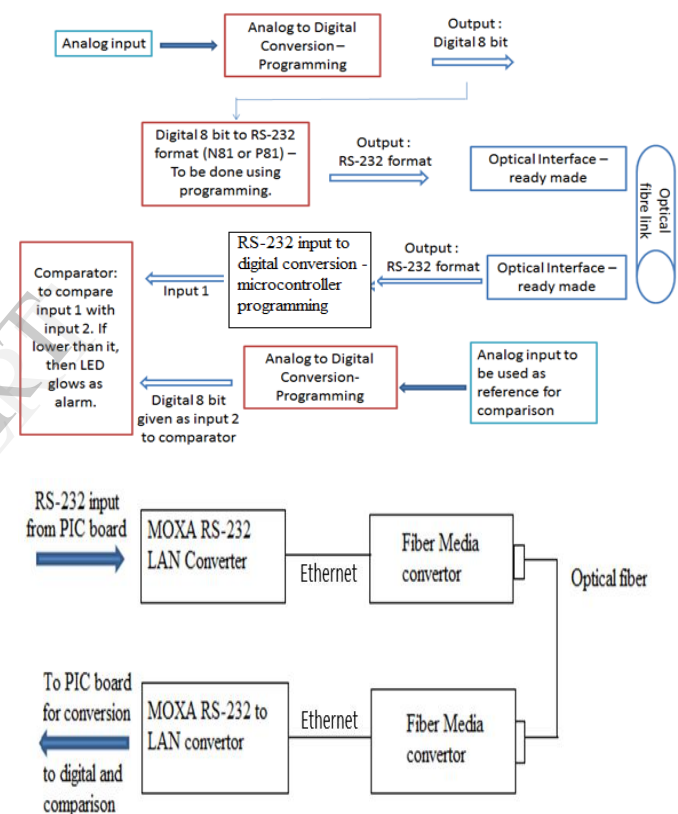 Analog input
Analog to Digital
Conversion –
Programming
Output :
Digital 8 bit
Digital 8 bit to RS-232
format (N81 or P81) –
To be done using
programming.
Output :
RS-232 format
Optical Interface –
ready made
Optical
fibre link
Comparator:
to compare
input 1 with
input 2. If
lower than it,
then LED
glows as
alarm.
Input 1
RS-232 input to
digital conversion -
microcontroller
programming
Output :
RS-232 format
Optical Interface –
ready made
Digital 8 bit
given as input 2
to comparator
Analog to Digital
Conversion-
Programming
Analog input to
be used as
reference for
comparison
RS-232 input
from PIC board
MOXA RS-232
LAN Converter
Ethernet
Fiber Media
convertor
Optical fiber
To PIC board
for conversion
to digital and
comparison
MOXA RS-232 to
LAN convertor
Ethernet
Fiber Media
convertor